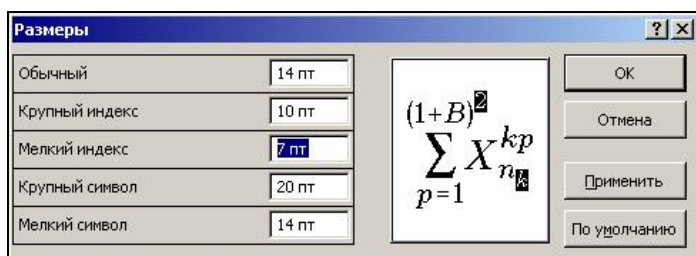 Размеры
Обычный 14 пт
Крупный индекс 10 пт
Мелкий индекс 7 пт
Крупный символ 20 пт
Мелкий символ 14 пт
(1+B)²
∑ X kp n k
p=1
OK
Отмена
Применить
По умолчанию